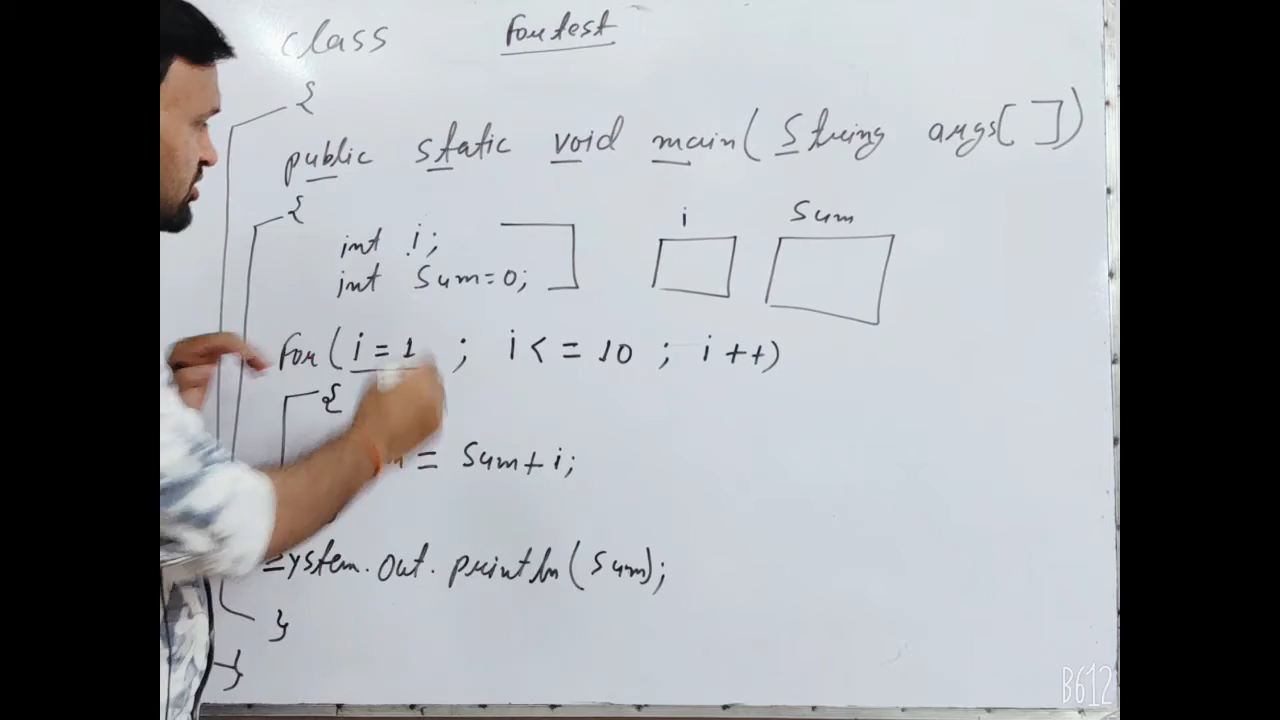 class Fortest
{
public static void main( String args[ ])
{
int i; i Sum
int Sum=0;
for( i=1 ; i<=10 ; i++)
{
= Sum+i;
System.out.println(Sum);
}
}
B612